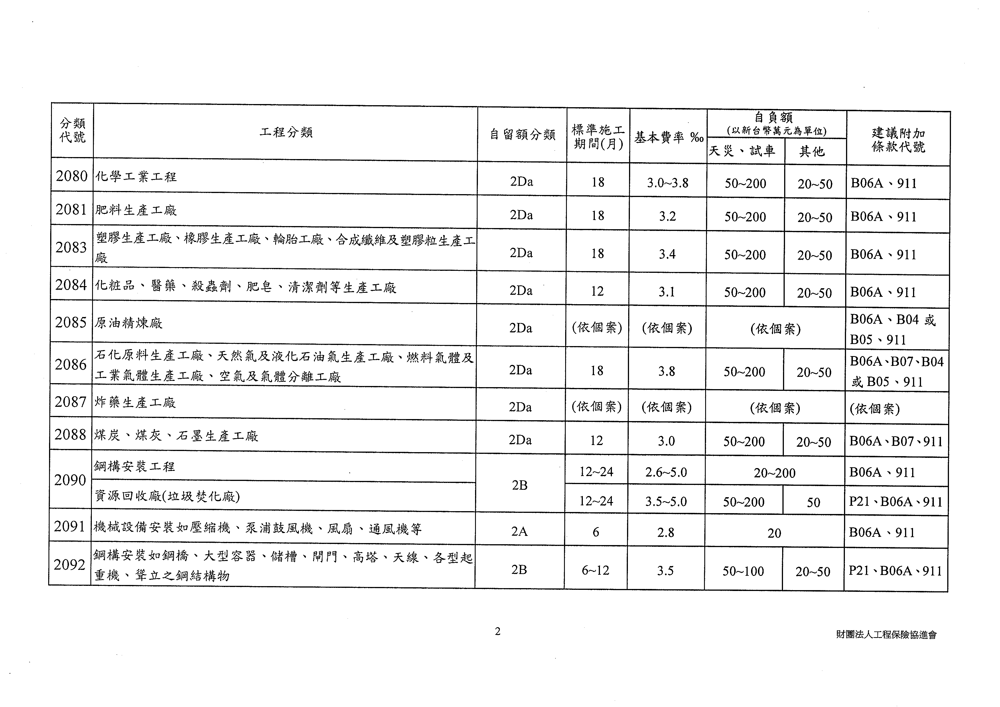 分類
代號
工程分類
自留額分類
標準施工
期間(月)
基本費率 ‰
自負額
(以新台幣萬元為單位)
天災、試車
其他
建議附加
條款代號
2080 化學工業工程 2Da 18 3.0~3.8 50~200 20~50 B06A、911
2081 肥料生產工廠 2Da 18 3.2 50~200 20~50 B06A、911
2083 塑膠生產工廠、橡膠生產工廠、輪胎工廠、合成纖維及塑膠粒生產工
廠 2Da 18 3.4 50~200 20~50 B06A、911
2084 化粧品、醫藥、殺蟲劑、肥皂、清潔劑等生產工廠 2Da 12 3.1 50~200 20~50 B06A、911
2085 原油精煉廠 2Da (依個案) (依個案) (依個案) B06A、B04 或
B05、911
2086 石化原料生產工廠、天然氣及液化石油氣生產工廠、燃料氣體及
工業氣體生產工廠、空氣及氣體分離工廠 2Da 18 3.8 50~200 20~50 B06A、B07、B04
或 B05、911
2087 炸藥生產工廠 2Da (依個案) (依個案) (依個案) (依個案)
2088 煤炭、煤灰、石墨生產工廠 2Da 12 3.0 50~200 20~50 B06A、B07、911
2090 鋼構安裝工程 2B 12~24 2.6~5.0 20~200 B06A、911
資源回收廠(垃圾焚化廠) 12~24 3.5~5.0 50~200 50 P21、B06A、911
2091 機械設備安裝如壓縮機、泵浦鼓風機、風扇、通風機等 2A 6 2.8 20 B06A、911
2092 鋼構安裝如鋼橋、大型容器、儲槽、閘門、高塔、天線、各型起
重機、聳立之鋼結構物 2B 6~12 3.5 50~100 20~50 P21、B06A、911
2
財團法人工程保險協進會